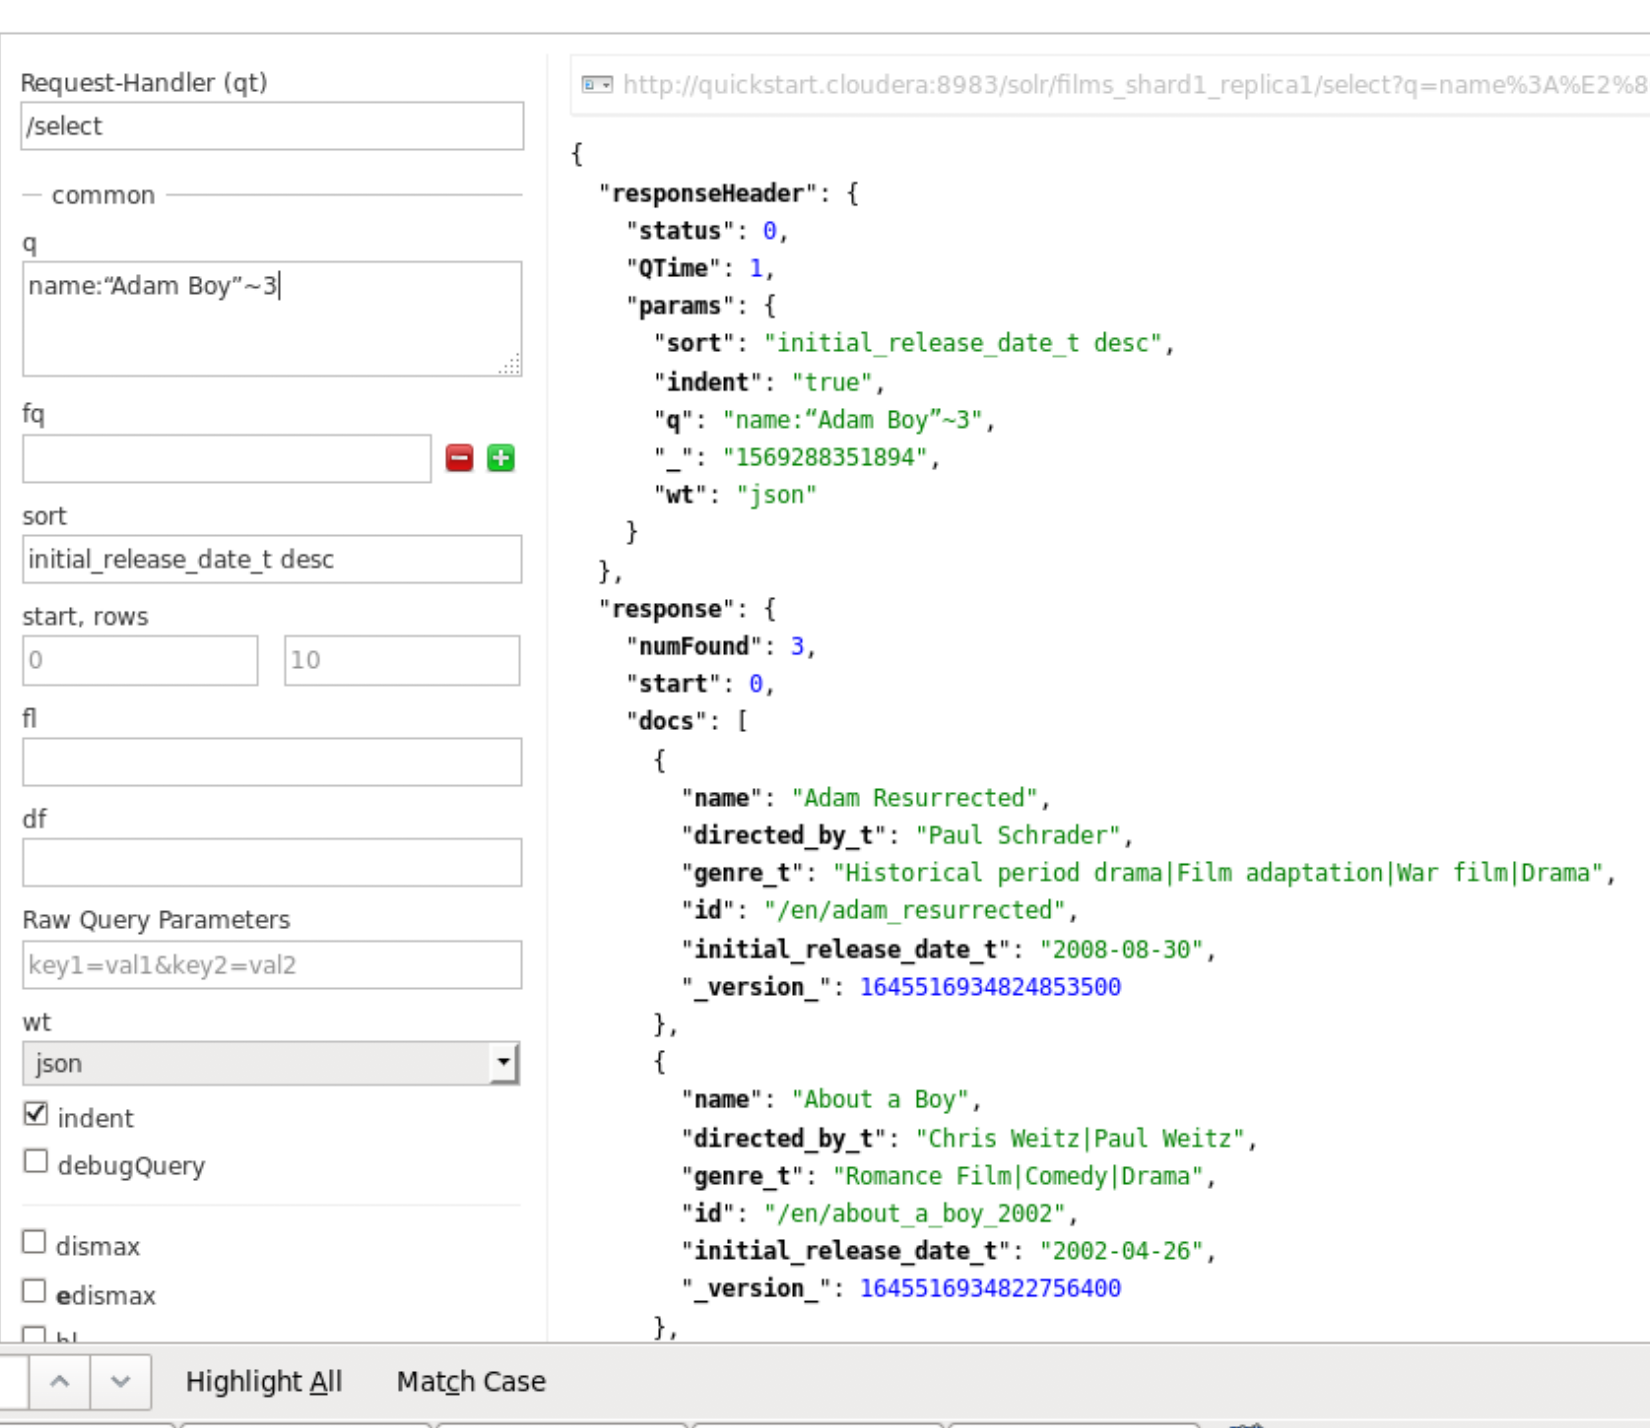 Request-Handler (qt)
/select
common
q
name:“Adam Boy”~3
fq
sort
initial_release_date_t desc
start, rows
0 10
fl
df
Raw Query Parameters
key1=val1&key2=val2
wt
json
indent
debugQuery
dismax
edismax
hl
http://quickstart.cloudera:8983/solr/films_shard1_replica1/select?q=name%3A%E2%8
{
"responseHeader": {
"status": 0,
"QTime": 1,
"params": {
"sort": "initial_release_date_t desc",
"indent": "true",
"q": "name:“Adam Boy”~3",
"_": "1569288351894",
"wt": "json"
}
},
"response": {
"numFound": 3,
"start": 0,
"docs": [
{
"name": "Adam Resurrected",
"directed_by_t": "Paul Schrader",
"genre_t": "Historical period drama|Film adaptation|War film|Drama",
"id": "/en/adam_resurrected",
"initial_release_date_t": "2008-08-30",
"_version_": 1645516934824853500
},
{
"name": "About a Boy",
"directed_by_t": "Chris Weitz|Paul Weitz",
"genre_t": "Romance Film|Comedy|Drama",
"id": "/en/about_a_boy_2002",
"initial_release_date_t": "2002-04-26",
"_version_": 1645516934822756400
},
Highlight All Match Case